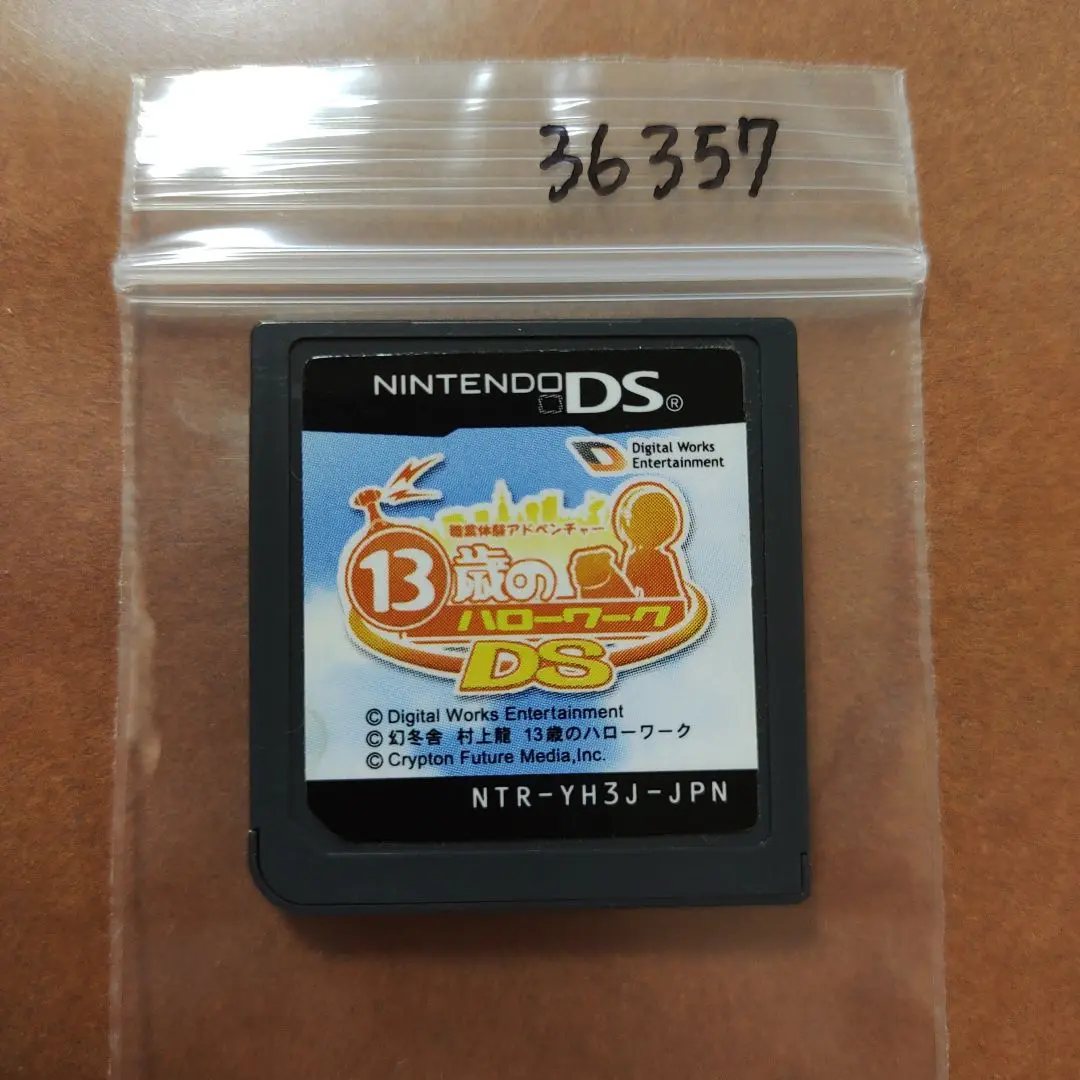 36357
NINTENDO DS®
Digital Works
Entertainment
職業体験アドベンチャー
13歳の
ハローワーク
DS
© Digital Works Entertainment
© 幻冬舎 村上龍 13歳のハローワーク
© Crypton Future Media,Inc.
NTR-YH3J-JPN